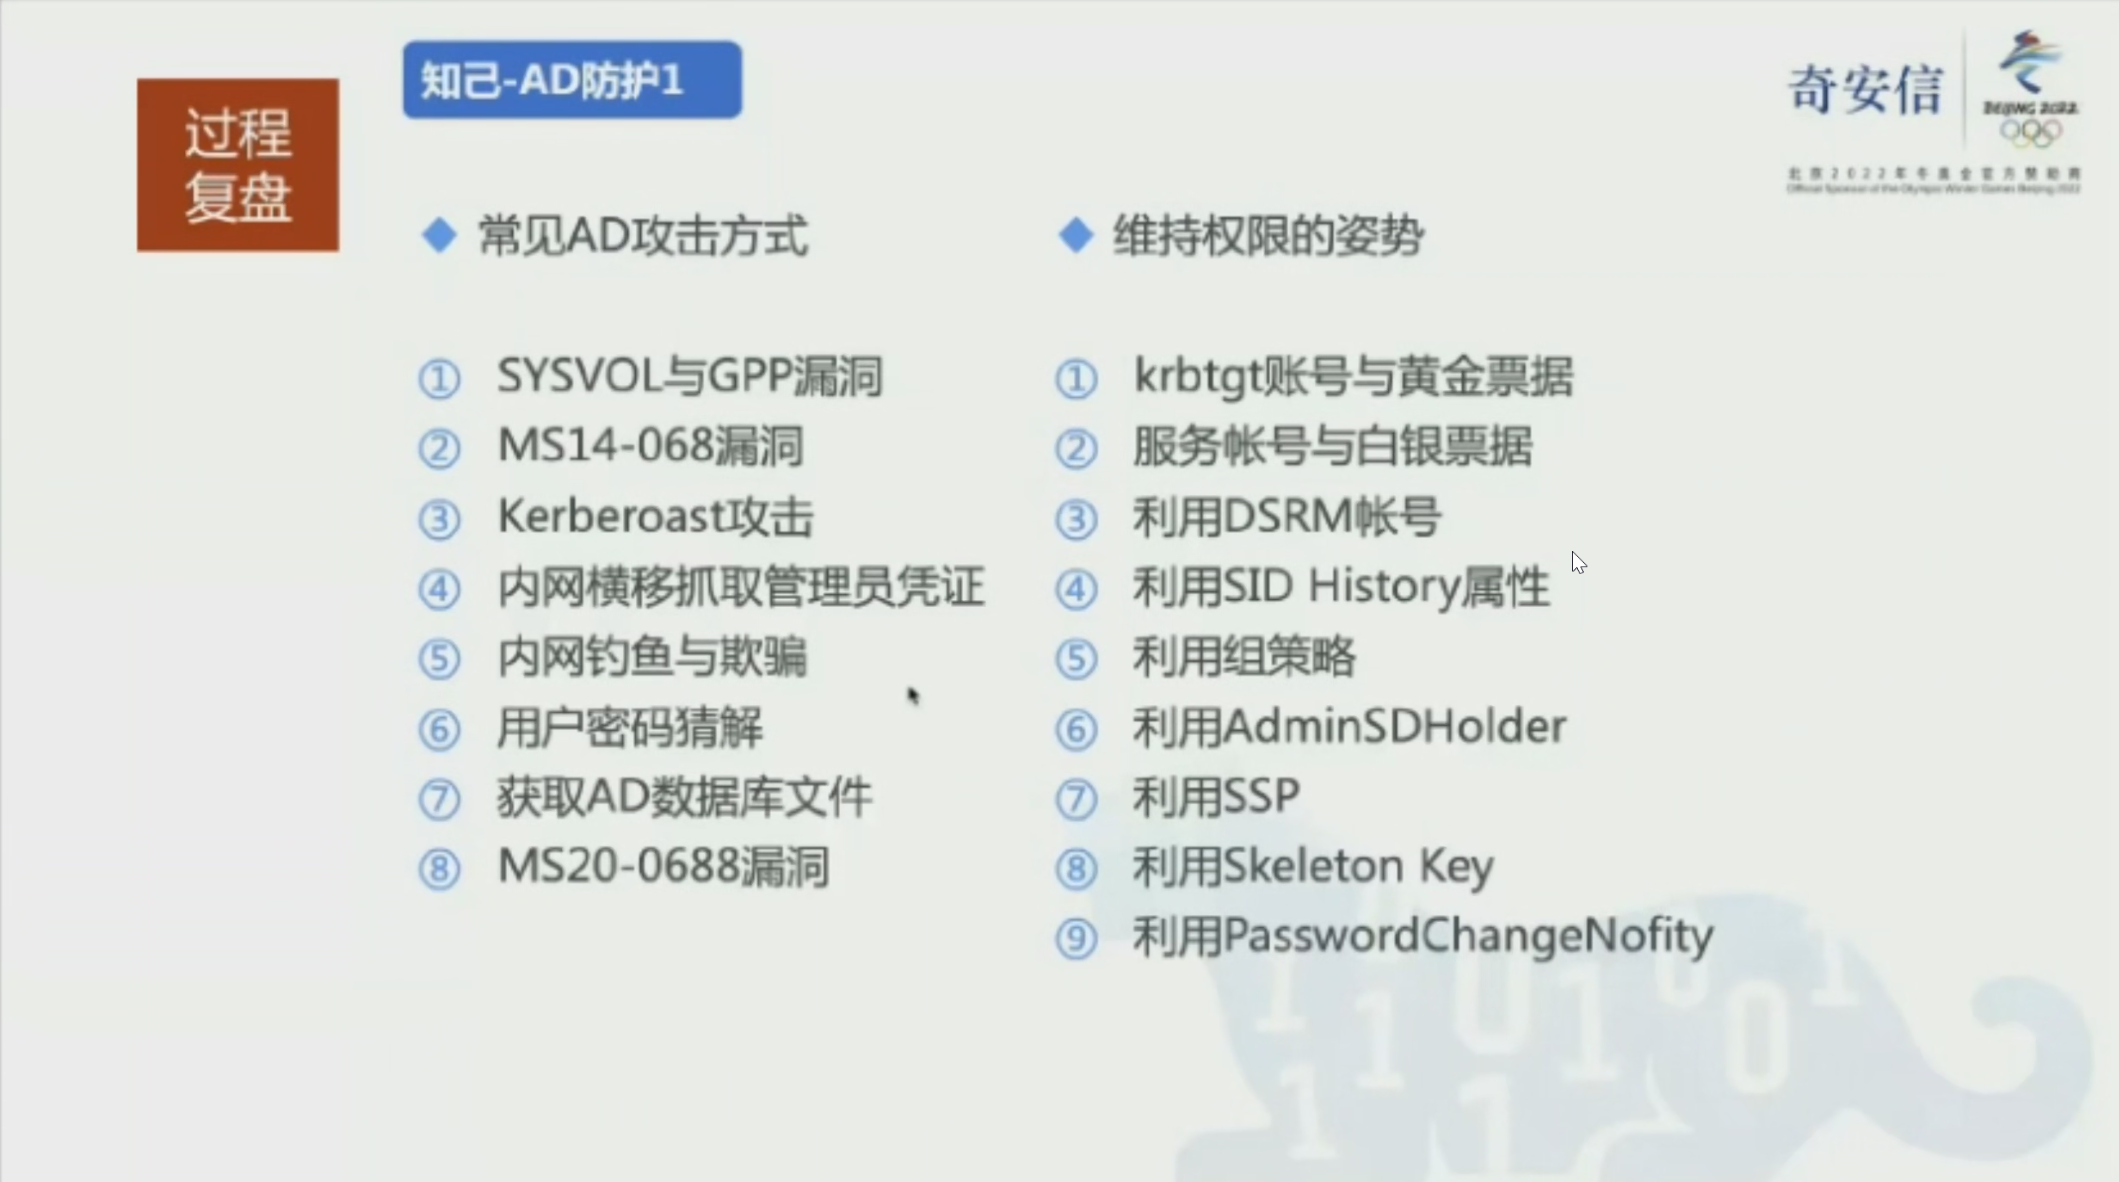 知己-AD防护1
过程
复盘
奇安信
BEIJING 2022
北京2022年冬奥会官方赞助商
Official Sponsor of the Olympic Winter Games Beijing 2022
常见AD攻击方式
① SYSVOL与GPP漏洞
② MS14-068漏洞
③ Kerberoast攻击
④ 内网横移抓取管理员凭证
⑤ 内网钓鱼与欺骗
⑥ 用户密码猜解
⑦ 获取AD数据库文件
⑧ MS20-0688漏洞
维持权限的姿势
① krbtgt账号与黄金票据
② 服务帐号与白银票据
③ 利用DSRM帐号
④ 利用SID History属性
⑤ 利用组策略
⑥ 利用AdminSDHolder
⑦ 利用SSP
⑧ 利用Skeleton Key
⑨ 利用PasswordChangeNofity